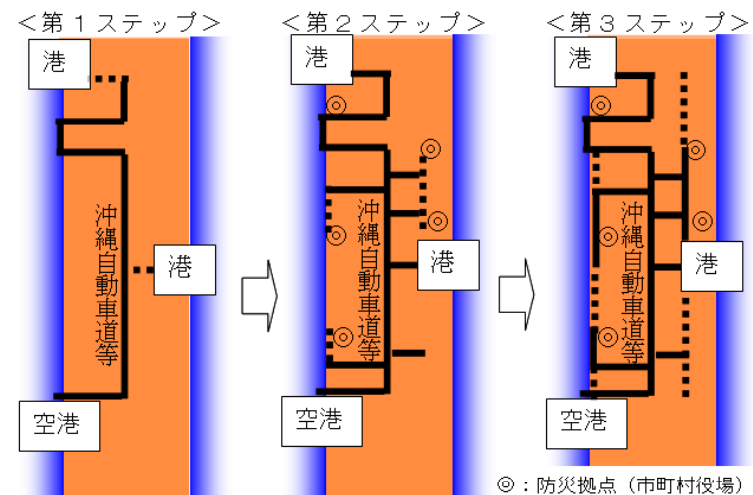 ＜第１ステップ＞
港
沖縄自動車道等
港
空港
＜第２ステップ＞
港
沖縄自動車道等
港
空港
＜第３ステップ＞
港
沖縄自動車道等
港
空港
◎：防災拠点（市町村役場）